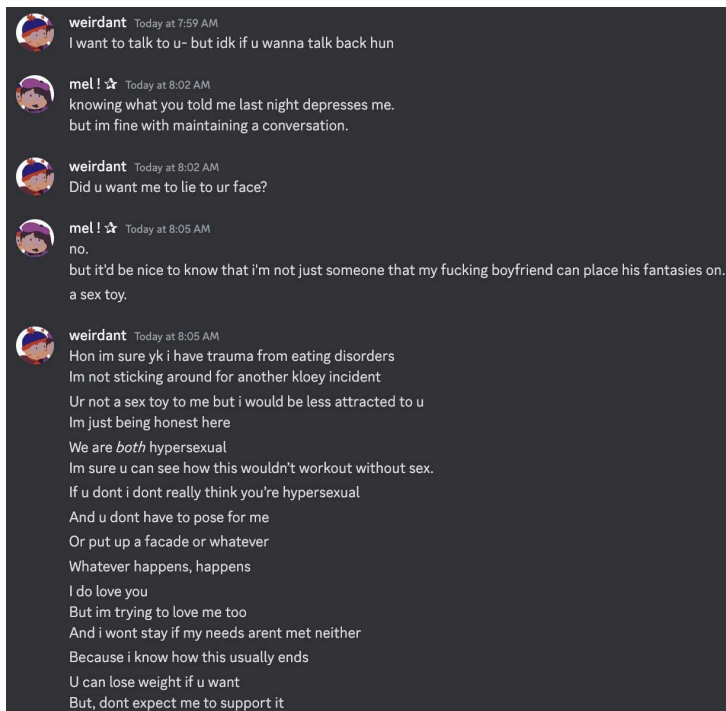 weirdant Today at 7:59 AM
I want to talk to u- but idk if u wanna talk back hun
mel ! ☆ Today at 8:02 AM
knowing what you told me last night depresses me.
but im fine with maintaining a conversation.
weirdant Today at 8:02 AM
Did u want me to lie to ur face?
mel ! ☆ Today at 8:05 AM
no.
but it'd be nice to know that i'm not just someone that my fucking boyfriend can place his fantasies on.
a sex toy.
weirdant Today at 8:05 AM
Hon im sure yk i have trauma from eating disorders
Im not sticking around for another kloey incident
Ur not a sex toy to me but i would be less attracted to u
Im just being honest here
We are both hypersexual
Im sure u can see how this wouldn't workout without sex.
If u dont i dont really think you're hypersexual
And u dont have to pose for me
Or put up a facade or whatever
Whatever happens, happens
I do love you
But im trying to love me too
And i wont stay if my needs arent met neither
Because i know how this usually ends
U can lose weight if u want
But, dont expect me to support it